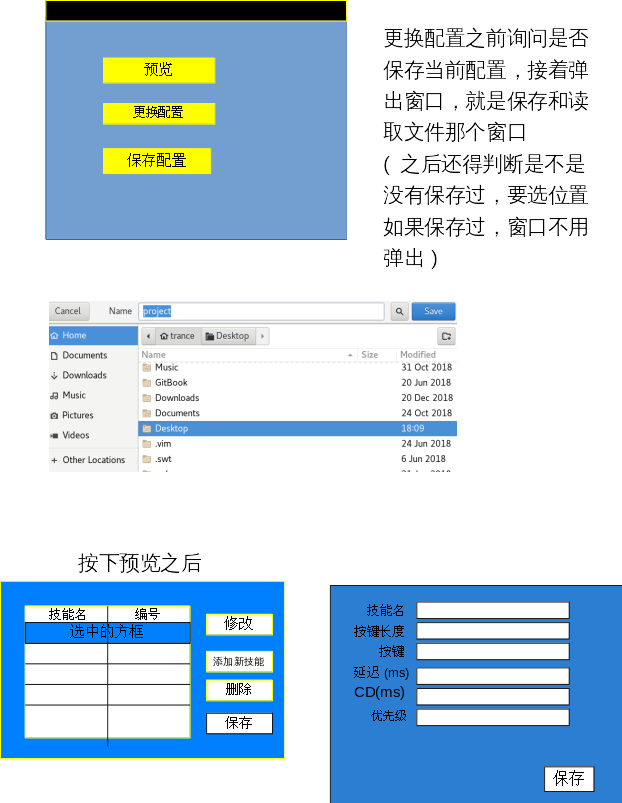 预览
更换配置
保存配置
更换配置之前询问是否
保存当前配置，接着弹
出窗口，就是保存和读
取文件那个窗口
( 之后还得判断是不是
没有保存过，要选位置
如果保存过，窗口不用
弹出 )
Cancel Name project Save
Home
Documents
Downloads
Music
Pictures
Videos
+ Other Locations
trance Desktop
Name Size Modified
Music 31 Oct 2018
GitBook 20 Jun 2018
Downloads 20 Dec 2018
Documents 24 Oct 2018
Desktop 18:09
.vim 24 Jun 2018
.swt 6 Jun 2018
按下预览之后
技能名 编号
选中的方框
修改
添加新技能
删除
保存
技能名
按键长度
按键
延迟 (ms)
CD(ms)
优先级
保存